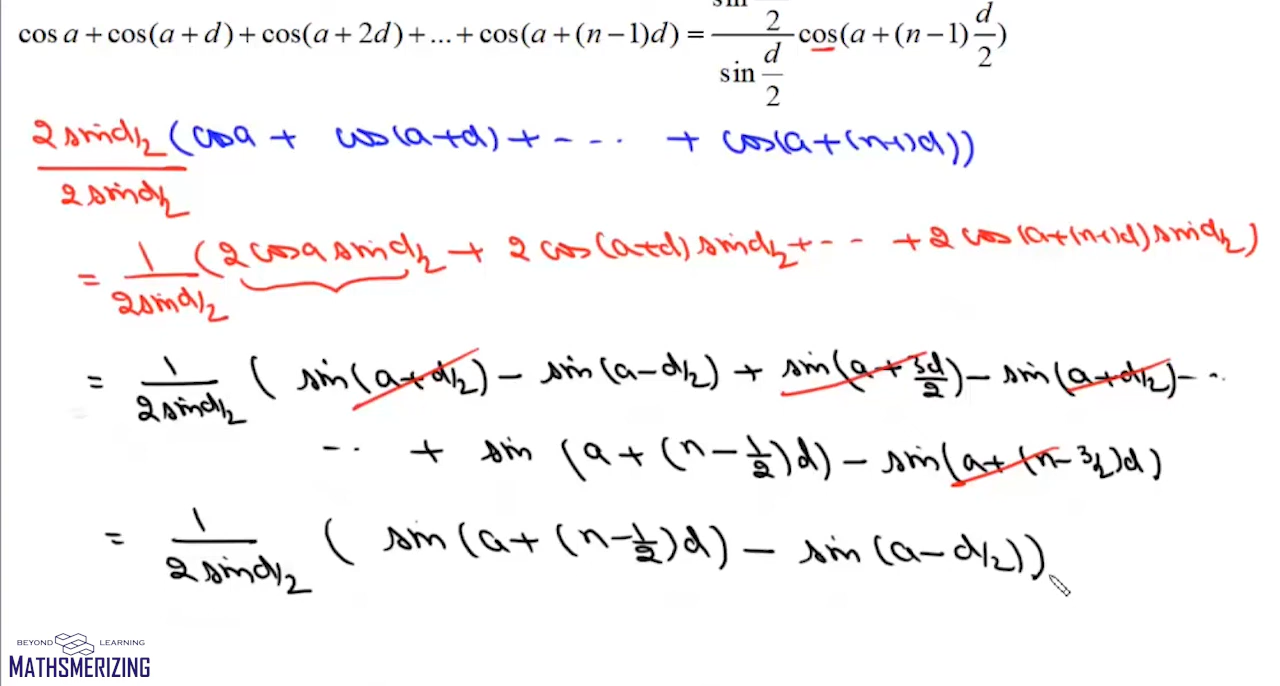 cos a + cos(a + d) + cos(a + 2d) + ... + cos(a + (n − 1)d) = sin 2 / sin d/2 cos(a + (n − 1) d/2)
2 sin d/2 / 2 sin d/2 (cos a + cos(a+d) + - ... + cos(a+(n-1)d))
= 1 / 2 sin d/2 (2 cos a sin d/2 + 2 cos(a+d) sin d/2 + - .. + 2 cos(a+(n-1)d) sin d/2)
= 1 / 2 sin d/2 ( sin(a+d/2) − sin(a−d/2) + sin(a + 3d/2) − sin(a+d/2) - ..
.. + sin (a + (n − 1/2)d) − sin(a + (n − 3/2)d)
= 1 / 2 sin d/2 ( sin(a + (n − 1/2)d) − sin(a − d/2))
BEYOND LEARNING
MATHSMERIZING